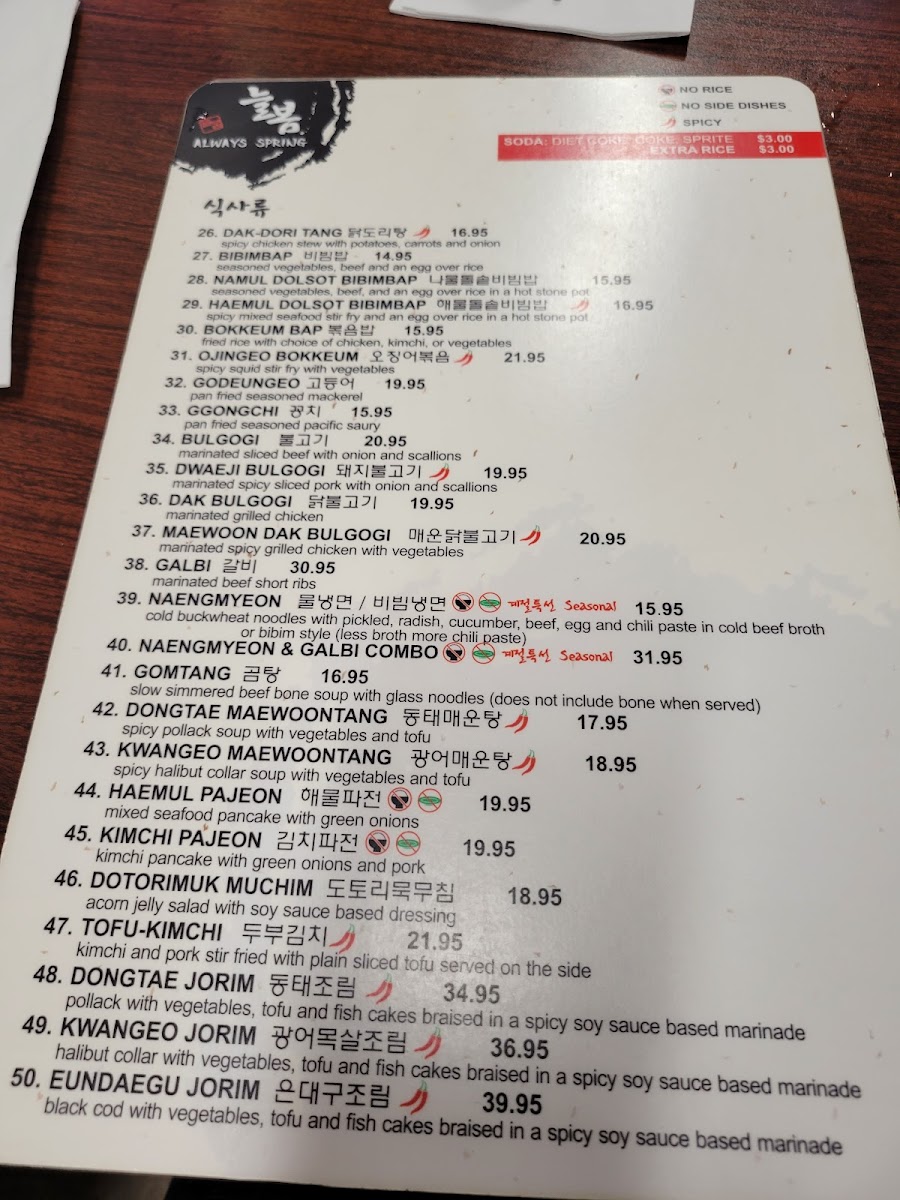 늘봄
ALWAYS SPRING
NO RICE
NO SIDE DISHES
SPICY
SODA: DIET COKE, COKE, SPRITE $3.00
EXTRA RICE $3.00
식사류
26. DAK-DORI TANG 닭도리탕 16.95
spicy chicken stew with potatoes, carrots and onion
27. BIBIMBAP 비빔밥 14.95
seasoned vegetables, beef and an egg over rice
28. NAMUL DOLSOT BIBIMBAP 나물돌솥비빔밥 15.95
seasoned vegetables, beef, and an egg over rice in a hot stone pot
29. HAEMUL DOLSOT BIBIMBAP 해물돌솥비빔밥 16.95
spicy mixed seafood stir fry and an egg over rice in a hot stone pot
30. BOKKEUM BAP 볶음밥 15.95
fried rice with choice of chicken, kimchi, or vegetables
31. OJINGEO BOKKEUM 오징어볶음 21.95
spicy squid stir fry with vegetables
32. GODEUNGEO 고등어 19.95
pan fried seasoned mackerel
33. GGONGCHI 꽁치 15.95
pan fried seasoned pacific saury
34. BULGOGI 불고기 20.95
marinated sliced beef with onion and scallions
35. DWAEJI BULGOGI 돼지불고기 19.95
marinated spicy sliced pork with onion and scallions
36. DAK BULGOGI 닭불고기 19.95
marinated grilled chicken
37. MAEWOON DAK BULGOGI 매운닭불고기 20.95
marinated spicy grilled chicken with vegetables
38. GALBI 갈비 30.95
marinated beef short ribs
39. NAENGMYEON 물냉면 / 비빔냉면 계절특선 Seasonal 15.95
cold buckwheat noodles with pickled, radish, cucumber, beef, egg and chili paste in cold beef broth
or bibim style (less broth more chili paste)
40. NAENGMYEON & GALBI COMBO 계절특선 Seasonal 31.95
41. GOMTANG 곰탕 16.95
slow simmered beef bone soup with glass noodles (does not include bone when served)
42. DONGTAE MAEWOONTANG 동태매운탕 17.95
spicy pollack soup with vegetables and tofu
43. KWANGEO MAEWOONTANG 광어매운탕 18.95
spicy halibut collar soup with vegetables and tofu
44. HAEMUL PAJEON 해물파전 19.95
mixed seafood pancake with green onions
45. KIMCHI PAJEON 김치파전 19.95
kimchi pancake with green onions and pork
46. DOTORIMUK MUCHIM 도토리묵무침 18.95
acorn jelly salad with soy sauce based dressing
47. TOFU-KIMCHI 두부김치 21.95
kimchi and pork stir fried with plain sliced tofu served on the side
48. DONGTAE JORIM 동태조림 34.95
pollack with vegetables, tofu and fish cakes braised in a spicy soy sauce based marinade
49. KWANGEO JORIM 광어목살조림 36.95
halibut collar with vegetables, tofu and fish cakes braised in a spicy soy sauce based marinade
50. EUNDAEGU JORIM 은대구조림 39.95
black cod with vegetables, tofu and fish cakes braised in a spicy soy sauce based marinade